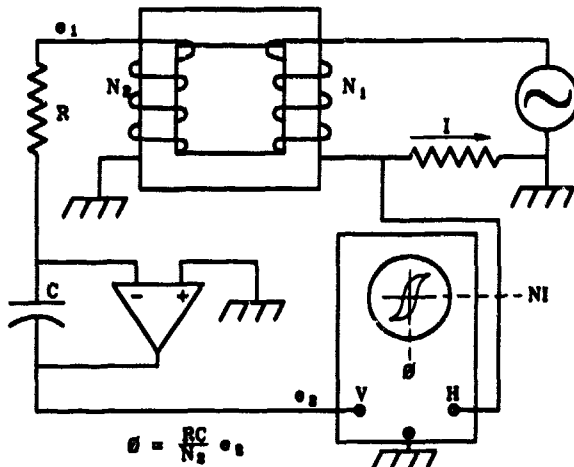 e₁
N₂
N₁
R
I
C
- +
NI
Ø
e₂
V H
Ø = RC/N₂ e₂